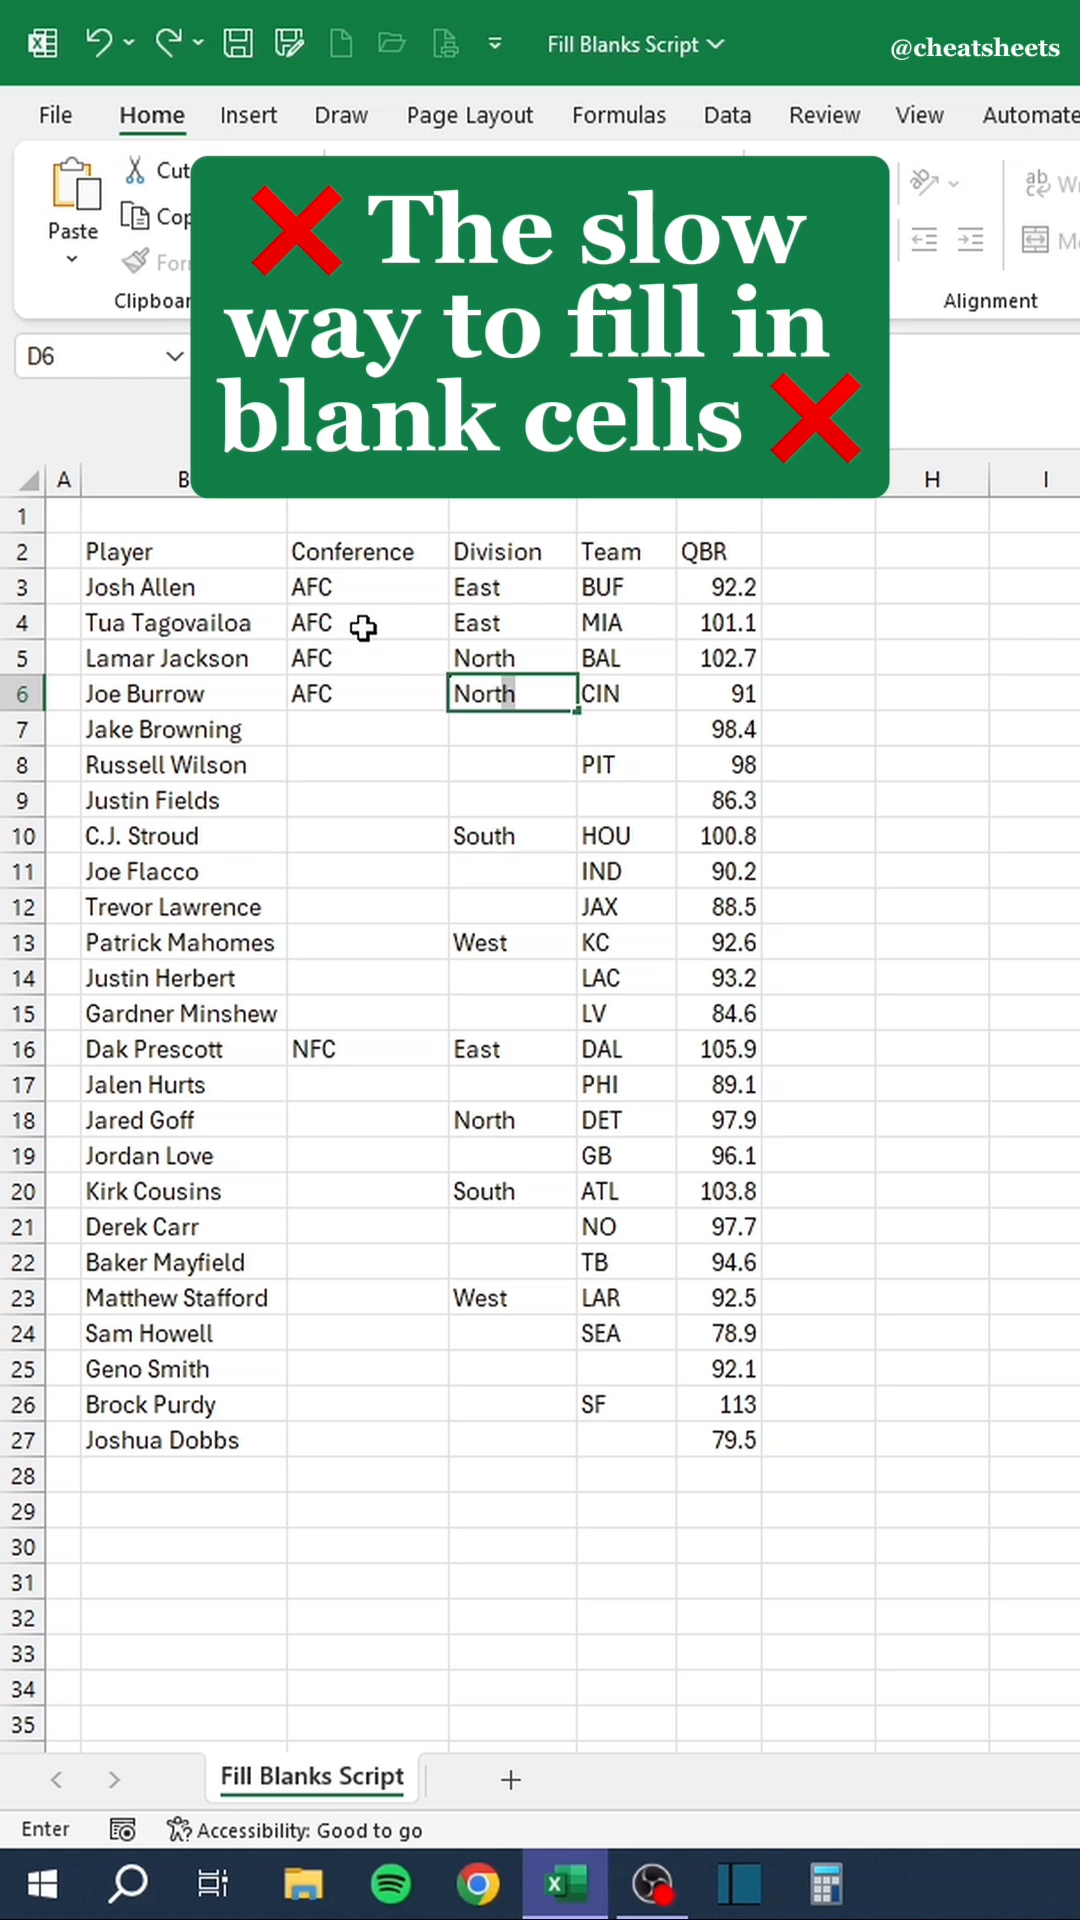 Fill Blanks Script
@cheatsheets
File Home Insert Draw Page Layout Formulas Data Review View Automate
❌ The slow
way to fill in
blank cells ❌
Paste
Cut
Alignment
D6
A H I
1
2 Player Conference Division Team QBR
3 Josh Allen AFC East BUF 92.2
4 Tua Tagovailoa AFC East MIA 101.1
5 Lamar Jackson AFC North BAL 102.7
6 Joe Burrow AFC North CIN 91
7 Jake Browning 98.4
8 Russell Wilson PIT 98
9 Justin Fields 86.3
10 C.J. Stroud South HOU 100.8
11 Joe Flacco IND 90.2
12 Trevor Lawrence JAX 88.5
13 Patrick Mahomes West KC 92.6
14 Justin Herbert LAC 93.2
15 Gardner Minshew LV 84.6
16 Dak Prescott NFC East DAL 105.9
17 Jalen Hurts PHI 89.1
18 Jared Goff North DET 97.9
19 Jordan Love GB 96.1
20 Kirk Cousins South ATL 103.8
21 Derek Carr NO 97.7
22 Baker Mayfield TB 94.6
23 Matthew Stafford West LAR 92.5
24 Sam Howell SEA 78.9
25 Geno Smith 92.1
26 Brock Purdy SF 113
27 Joshua Dobbs 79.5
28
29
30
31
32
33
34
35
Fill Blanks Script
Enter
Accessibility: Good to go